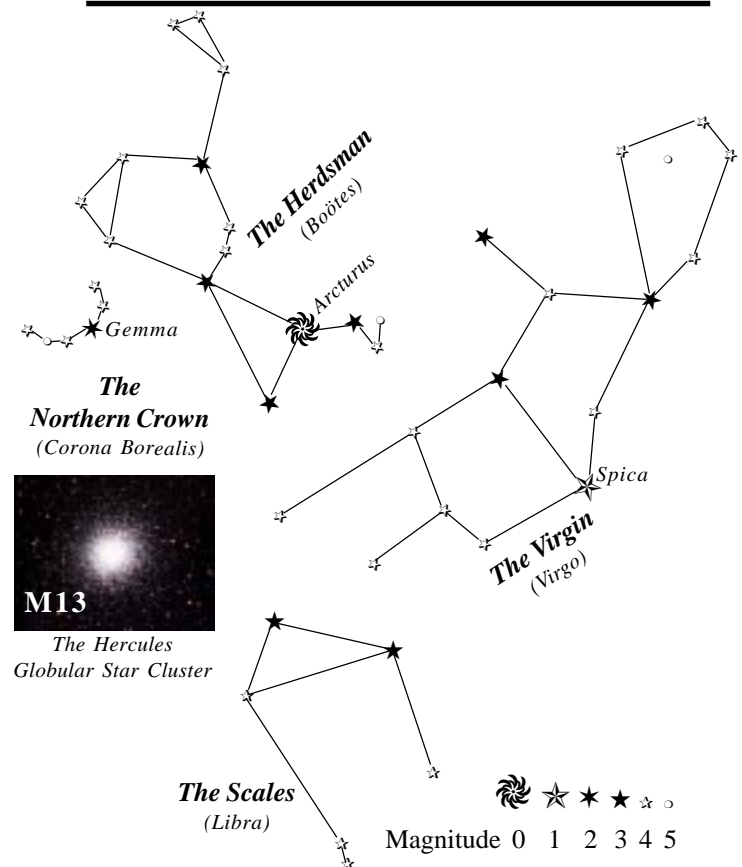 The Herdsman
(Boötes)
Arcturus
Gemma
The
Northern Crown
(Corona Borealis)
Spica
The Virgin
(Virgo)
M13
The Hercules
Globular Star Cluster
The Scales
(Libra)
Magnitude 0 1 2 3 4 5